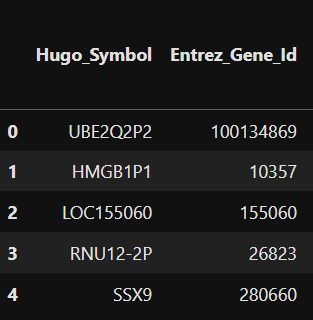 Hugo_Symbol Entrez_Gene_Id
0 UBE2Q2P2 100134869
1 HMGB1P1 10357
2 LOC155060 155060
3 RNU12-2P 26823
4 SSX9 280660